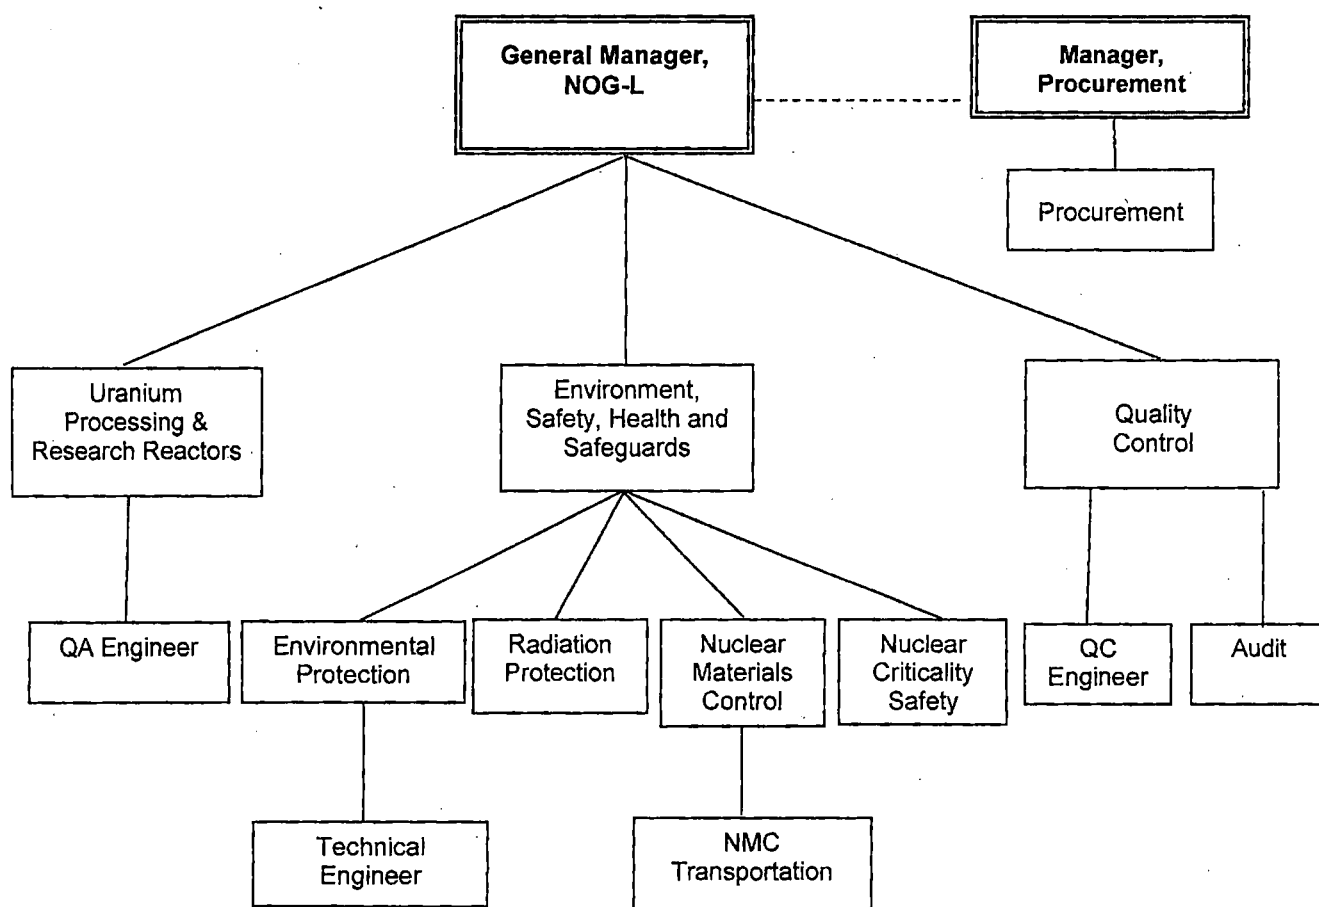 General Manager,
NOG-L
Manager,
Procurement
Procurement
Uranium
Processing &
Research Reactors
Environment,
Safety, Health and
Safeguards
Quality
Control
QA Engineer
Environmental
Protection
Radiation
Protection
Nuclear
Materials
Control
Nuclear
Criticality
Safety
QC
Engineer
Audit
Technical
Engineer
NMC
Transportation